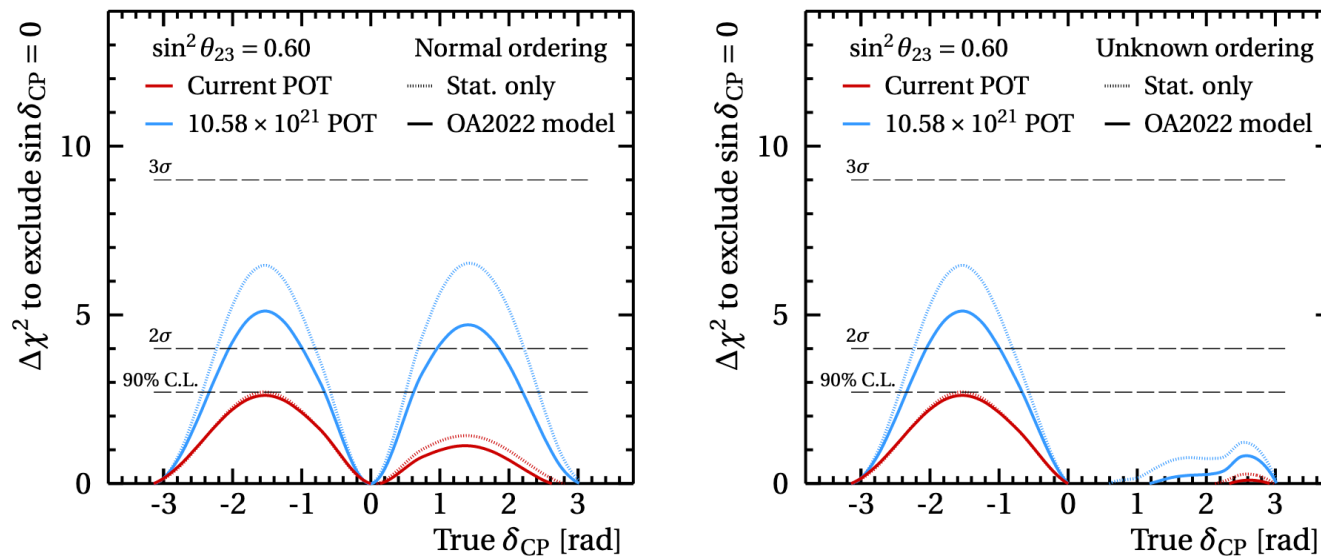 Δχ² to exclude sin δ_CP = 0
sin² θ₂₃ = 0.60
Normal ordering
Current POT
Stat. only
10.58 × 10²¹ POT
OA2022 model
10
5
0
3σ
2σ
90% C.L.
-3 -2 -1 0 1 2 3
True δ_CP [rad]
Δχ² to exclude sin δ_CP = 0
sin² θ₂₃ = 0.60
Unknown ordering
Current POT
Stat. only
10.58 × 10²¹ POT
OA2022 model
10
5
0
3σ
2σ
90% C.L.
-3 -2 -1 0 1 2 3
True δ_CP [rad]